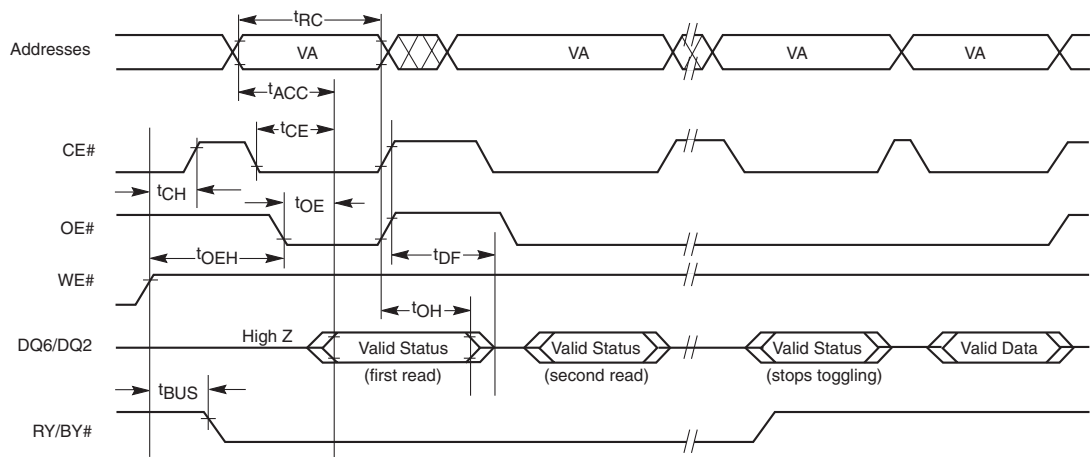 tRC
Addresses VA VA VA VA
tACC
tCE
CE#
tCH
tOE
OE#
tOEH
tDF
WE#
tOH
High Z
DQ6/DQ2 Valid Status Valid Status Valid Status Valid Data
(first read) (second read) (stops toggling)
tBUS
RY/BY#